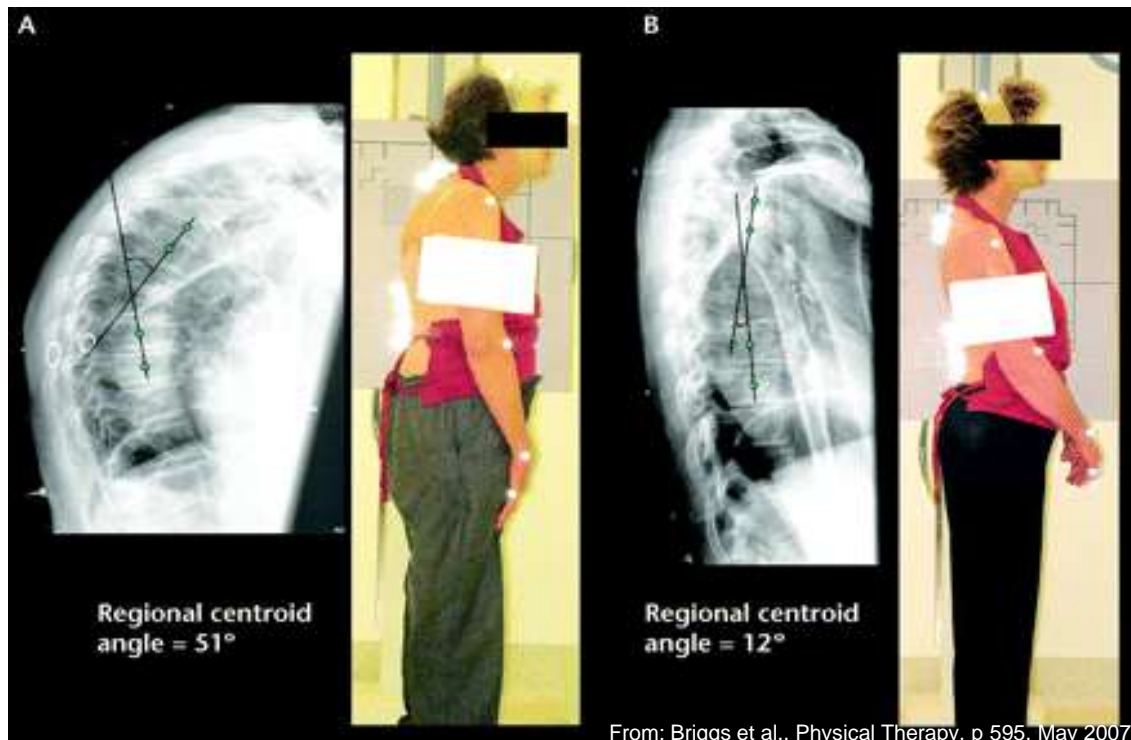 A
B
Regional centroid
angle = 51°
Regional centroid
angle = 12°
From: Briggs et al., Physical Therapy, p 595, May 2007